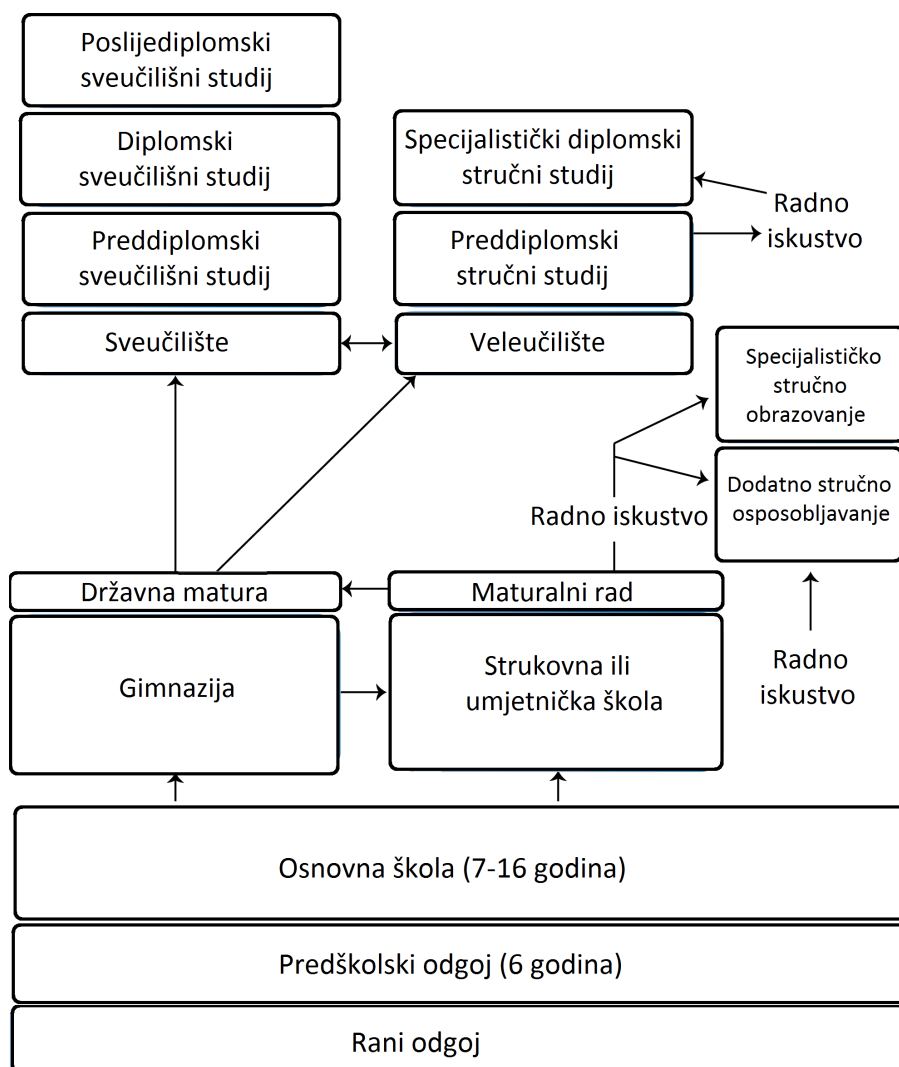 Poslijediplomski
sveučilišni studij
Diplomski
sveučilišni studij
Specijalistički diplomski
stručni studij
Radno
iskustvo
Preddiplomski
sveučilišni studij
Preddiplomski
stručni studij
Sveučilište
Veleučilište
Specijalističko
stručno
obrazovanje
Dodatno stručno
osposobljavanje
Radno iskustvo
Državna matura
Maturalni rad
Gimnazija
Strukovna ili
umjetnička škola
Radno
iskustvo
Osnovna škola (7-16 godina)
Predškolski odgoj (6 godina)
Rani odgoj